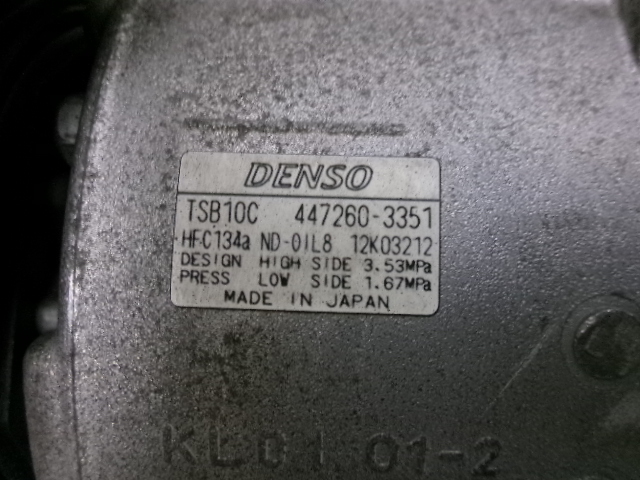 DENSO
TSB10C 447260-3351
HFC134a ND-OIL8 12K03212
DESIGN HIGH SIDE 3.53MPa
PRESS LOW SIDE 1.67MPa
MADE IN JAPAN
KL01 01-2